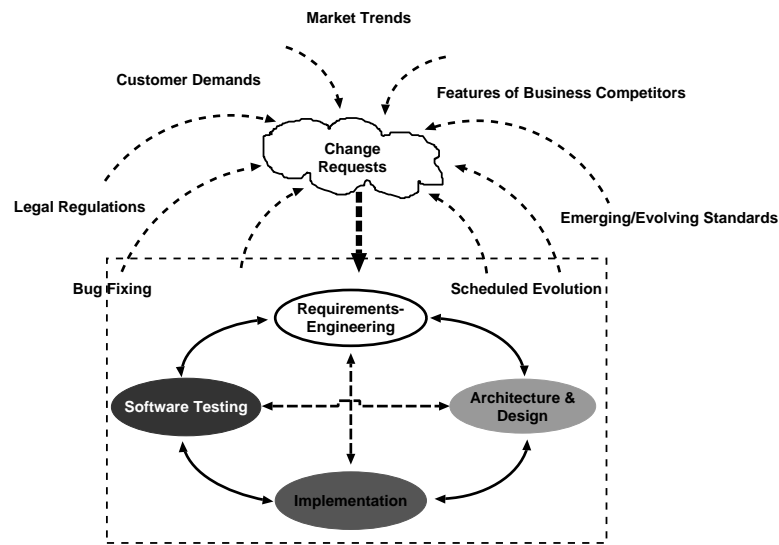 Market Trends
Customer Demands
Features of Business Competitors
Change
Requests
Legal Regulations
Emerging/Evolving Standards
Bug Fixing
Scheduled Evolution
Requirements-
Engineering
Software Testing
Architecture &
Design
Implementation